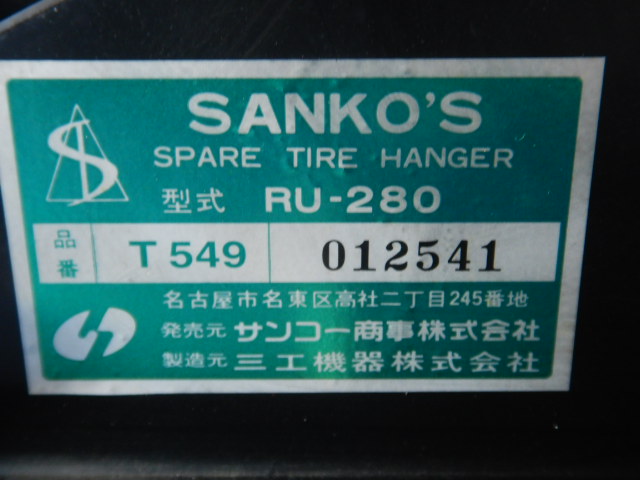 SANKO'S
SPARE TIRE HANGER
型式 RU-280
品番 T549 012541
名古屋市名東区高社二丁目245番地
発売元 サンコー商事株式会社
製造元 三工機器株式会社